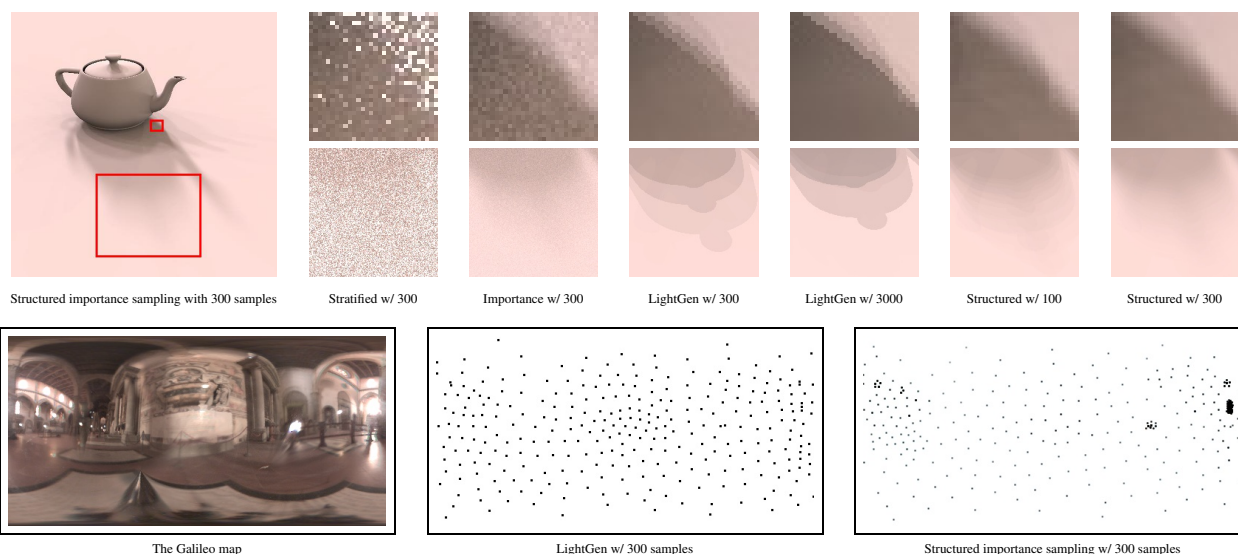 Structured importance sampling with 300 samples
Stratified w/ 300
Importance w/ 300
LightGen w/ 300
LightGen w/ 3000
Structured w/ 100
Structured w/ 300
The Galileo map
LightGen w/ 300 samples
Structured importance sampling w/ 300 samples